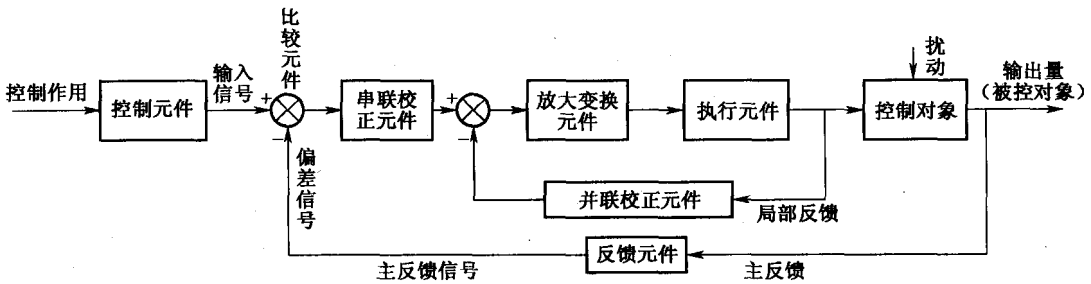 比较元件
扰动
控制作用
控制元件
输入
信号
+
串联校
正元件
+
放大变换
元件
执行元件
控制对象
输出量
(被控对象)
−
−
偏差信号
并联校正元件
局部反馈
反馈元件
主反馈信号
主反馈